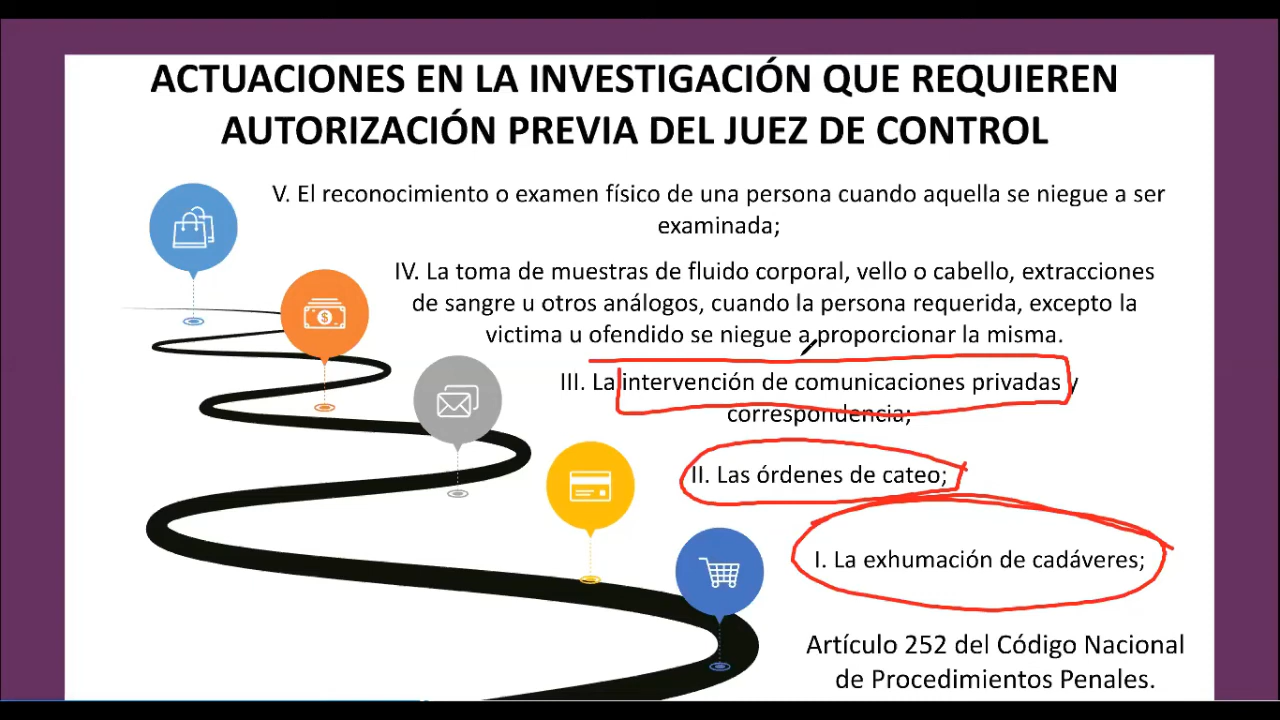 ACTUACIONES EN LA INVESTIGACIÓN QUE REQUIEREN
AUTORIZACIÓN PREVIA DEL JUEZ DE CONTROL
V. El reconocimiento o examen físico de una persona cuando aquella se niegue a ser
examinada;
IV. La toma de muestras de fluido corporal, vello o cabello, extracciones
de sangre u otros análogos, cuando la persona requerida, excepto la
victima u ofendido se niegue a proporcionar la misma.
III. La intervención de comunicaciones privadas y
correspondencia;
II. Las órdenes de cateo;
I. La exhumación de cadáveres;
Artículo 252 del Código Nacional
de Procedimientos Penales.